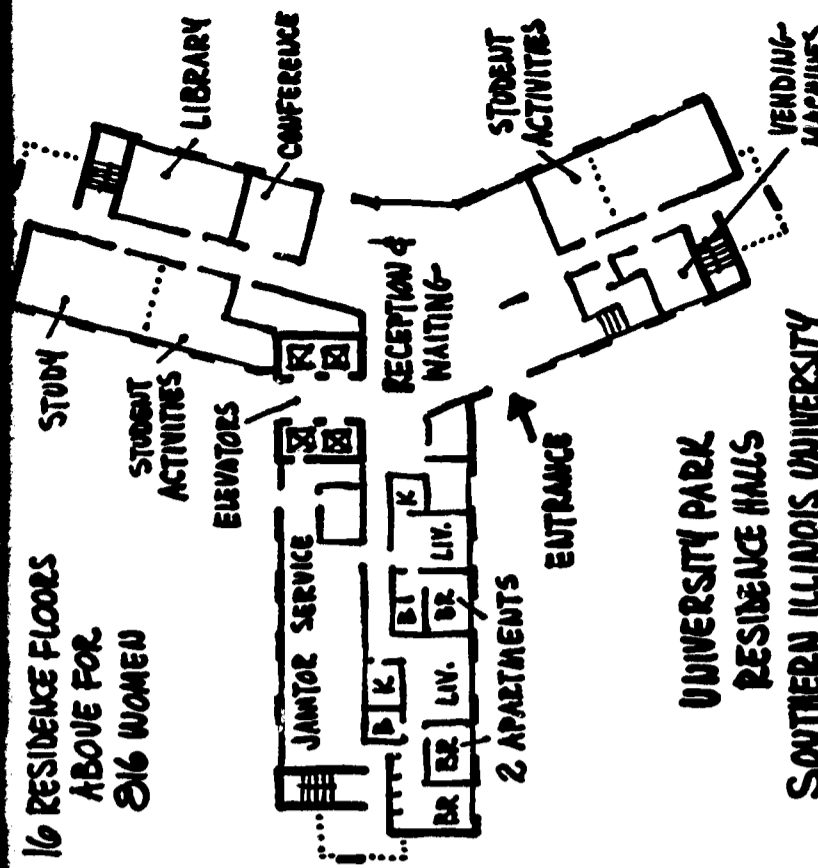 16 RESIDENCE FLOORS
ABOVE FOR
816 WOMEN
STUDY
STUDENT
ACTIVITIES
ELEVATORS
LIBRARY
CONFERENCE
JANITOR SERVICE
RECEPTION &
WAITING
B K
B K
BR BR LIV.
BR LIV.
2 APARTMENTS
ENTRANCE
STUDENT
ACTIVITIES
VENDING
MACHINES
UNIVERSITY PARK
RESIDENCE HALLS
SOUTHERN ILLINOIS UNIVERSITY